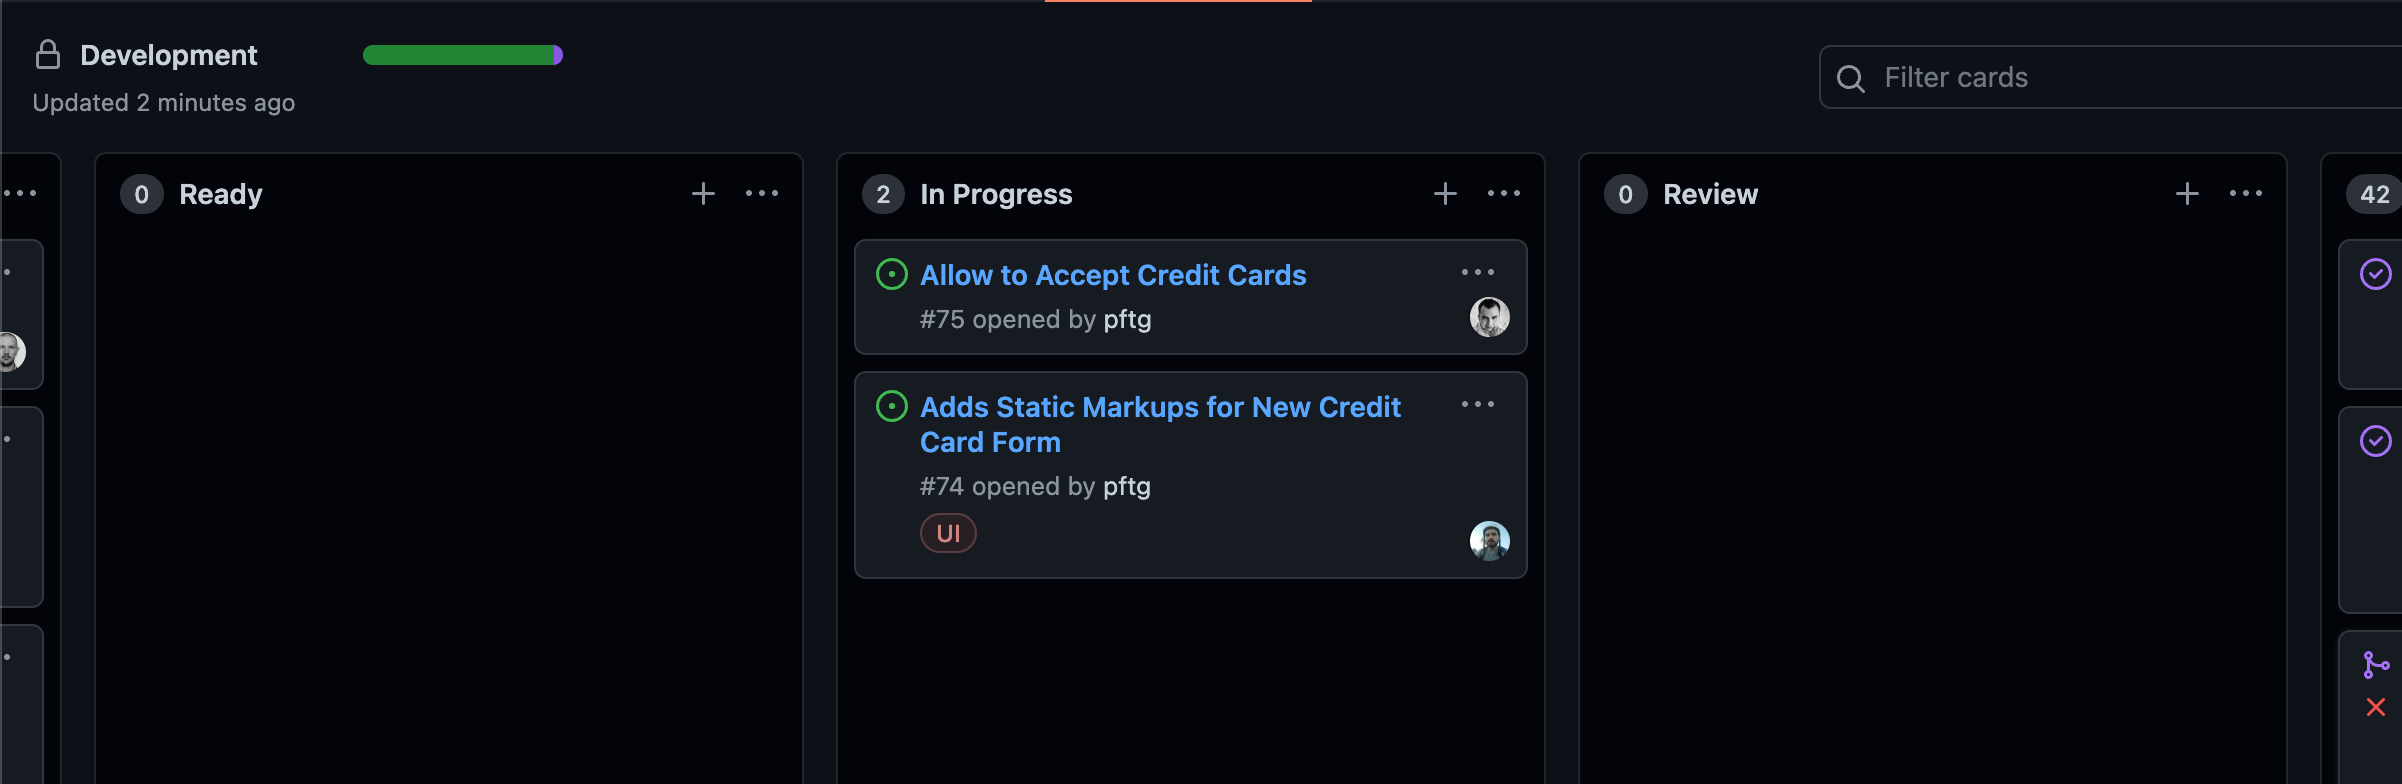 Development
Updated 2 minutes ago
Filter cards
0 Ready
2 In Progress
Allow to Accept Credit Cards
#75 opened by pftg
Adds Static Markups for New Credit
Card Form
#74 opened by pftg
UI
0 Review
42